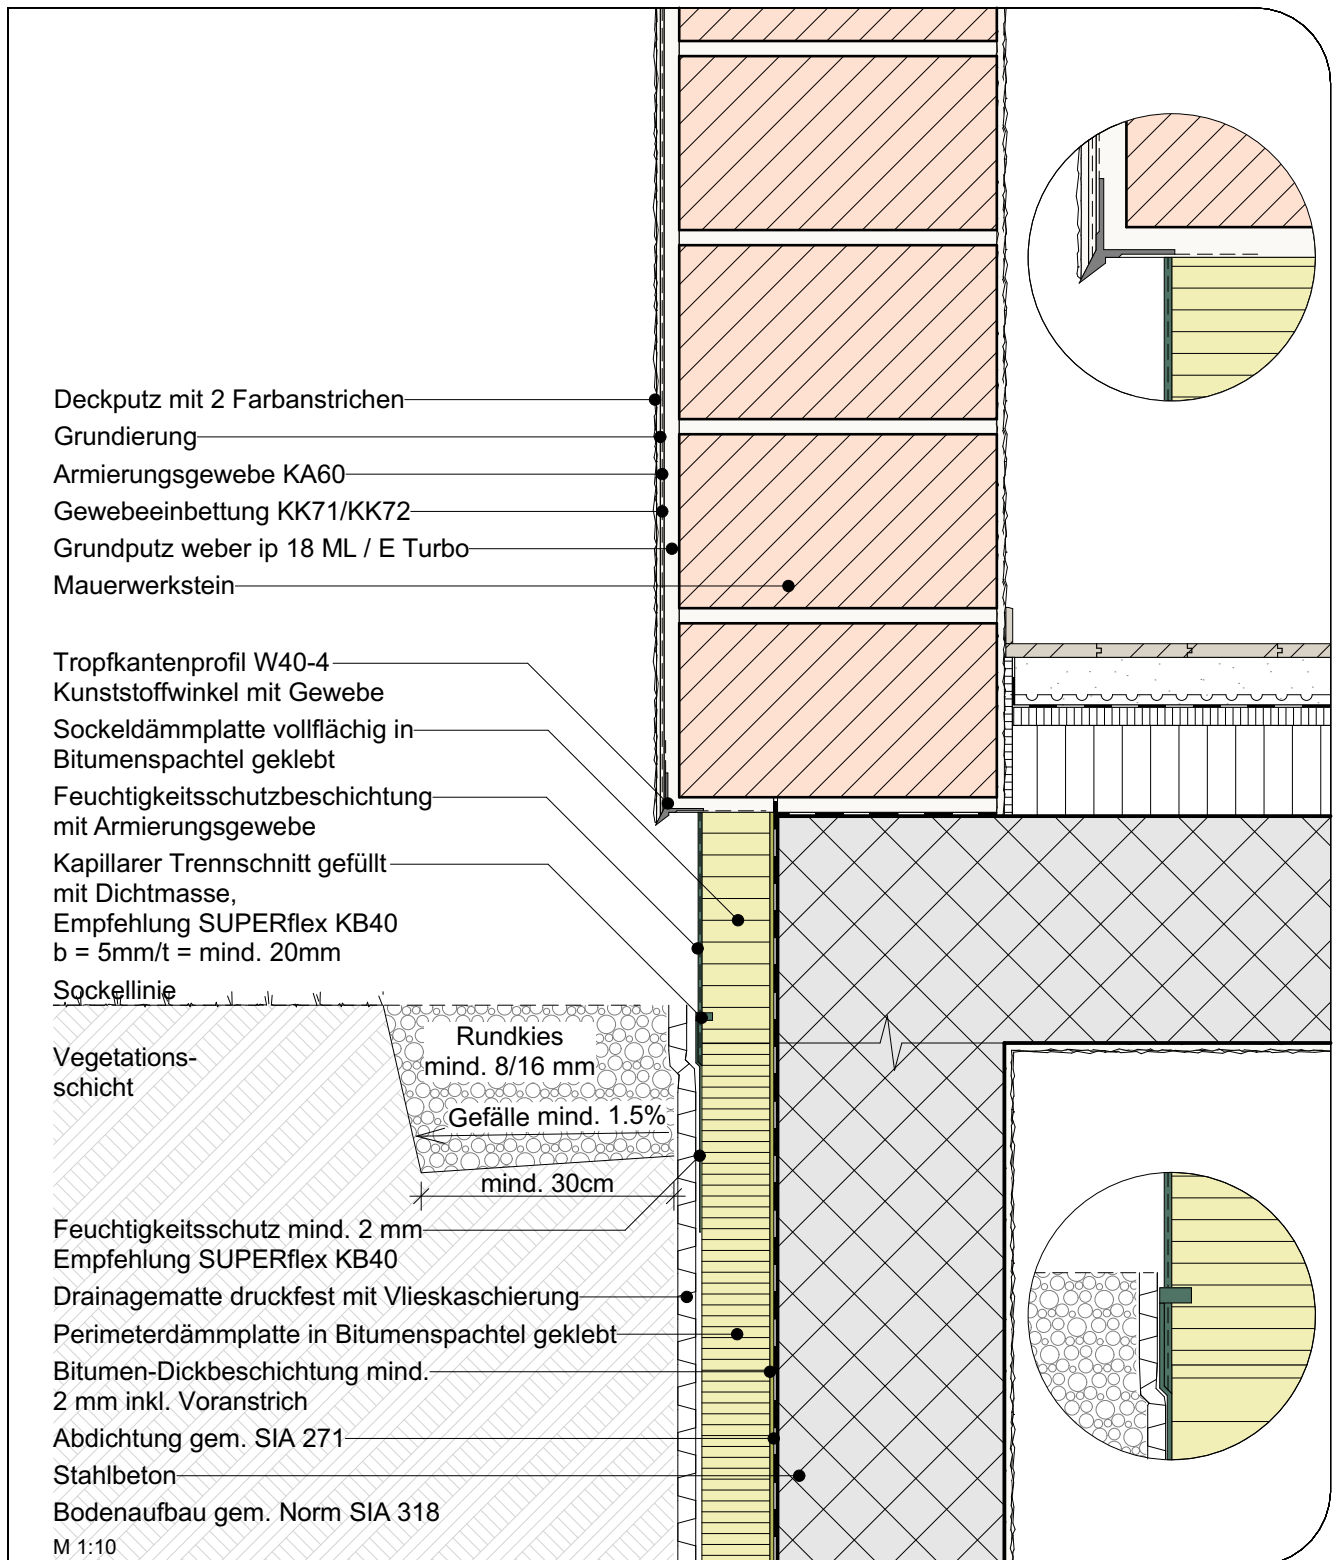 Deckputz mit 2 Farbanstrichen
Grundierung
Armierungsgewebe KA60
Gewebeeinbettung KK71/KK72
Grundputz weber ip 18 ML / E Turbo
Mauerwerkstein
Tropfkantenprofil W40-4
Kunststoffwinkel mit Gewebe
Sockeldämmplatte vollflächig in
Bitumenspachtel geklebt
Feuchtigkeitsschutzbeschichtung
mit Armierungsgewebe
Kapillarer Trennschnitt gefüllt
mit Dichtmasse,
Empfehlung SUPERflex KB40
b = 5mm/t = mind. 20mm
Sockellinie
Rundkies
mind. 8/16 mm
Vegetations-
schicht
Gefälle mind. 1.5%
mind. 30cm
Feuchtigkeitsschutz mind. 2 mm
Empfehlung SUPERflex KB40
Drainagematte druckfest mit Vlieskaschierung
Perimeterdämmplatte in Bitumenspachtel geklebt
Bitumen-Dickbeschichtung mind.
2 mm inkl. Voranstrich
Abdichtung gem. SIA 271
Stahlbeton
Bodenaufbau gem. Norm SIA 318
M 1:10